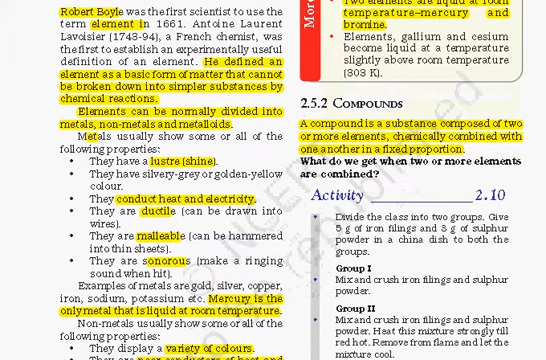 Robert Boyle was the first scientist to use the
term element in 1661. Antoine Laurent
Lavoisier (1743-94), a French chemist, was
the first to establish an experimentally useful
definition of an element. He defined an
element as a basic form of matter that cannot
be broken down into simpler substances by
chemical reactions.
Elements can be normally divided into
metals, non-metals and metalloids.
Metals usually show some or all of the
following properties:
• They have a lustre (shine).
• They have silvery-grey or golden-yellow
colour.
• They conduct heat and electricity.
• They are ductile (can be drawn into
wires).
• They are malleable (can be hammered
into thin sheets).
• They are sonorous (make a ringing
sound when hit).
Examples of metals are gold, silver, copper,
iron, sodium, potassium etc. Mercury is the
only metal that is liquid at room temperature.
Non-metals usually show some or all of the
following properties:
• They display a variety of colours.
• They are poor conductors of heat and
More
• Two elements are liquid at room
temperature–mercury and
bromine.
• Elements, gallium and cesium
become liquid at a temperature
slightly above room temperature
(303 K).
2.5.2 COMPOUNDS
A compound is a substance composed of two
or more elements, chemically combined with
one another in a fixed proportion.
What do we get when two or more elements
are combined?
Activity ______________ 2.10
• Divide the class into two groups. Give
5 g of iron filings and 3 g of sulphur
powder in a china dish to both the
groups.
Group I
• Mix and crush iron filings and sulphur
powder.
Group II
• Mix and crush iron filings and sulphur
powder. Heat this mixture strongly till
red hot. Remove from flame and let the
mixture cool.